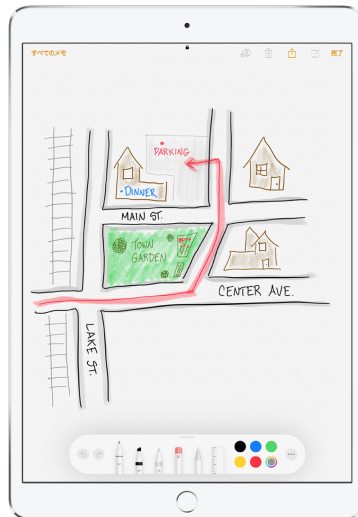 すべてのメモ
完了
PARKING
•DINNER
MAIN ST.
TOWN
GARDEN
CENTER AVE.
LAKE ST.